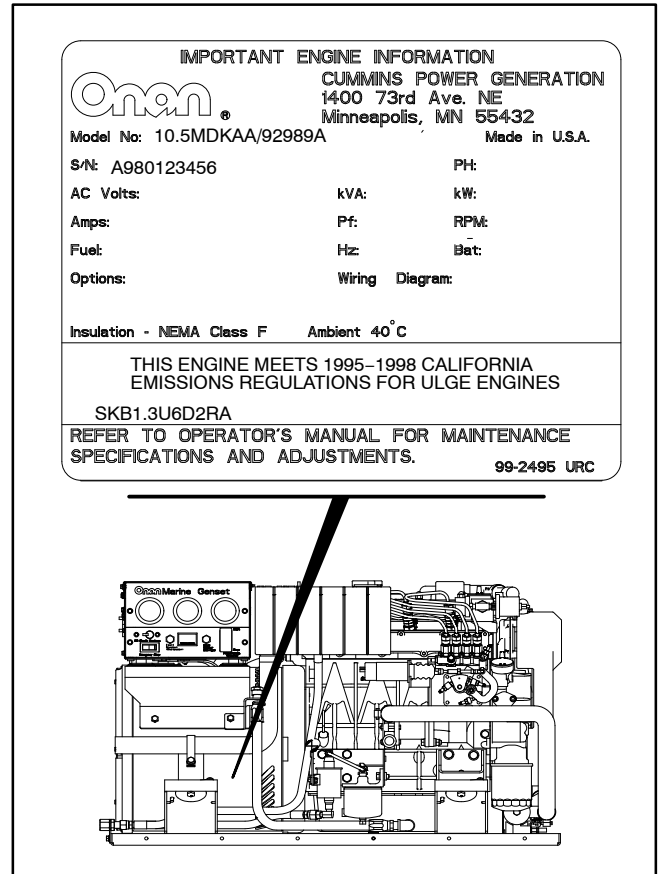 IMPORTANT ENGINE INFORMATION
Onan ®
CUMMINS POWER GENERATION
1400 73rd Ave. NE
Minneapolis, MN 55432
Model No: 10.5MDKAA/92989A Made in U.S.A.
S/N: A980123456 PH:
AC Volts: kVA: kW:
Amps: Pf: RPM:
Fuel: Hz: Bat:
Options: Wiring Diagram:
Insulation - NEMA Class F Ambient 40°C
THIS ENGINE MEETS 1995–1998 CALIFORNIA
EMISSIONS REGULATIONS FOR ULGE ENGINES
SKB1.3U6D2RA
REFER TO OPERATOR'S MANUAL FOR MAINTENANCE
SPECIFICATIONS AND ADJUSTMENTS.
99-2495 URC
Onan Marine Genset